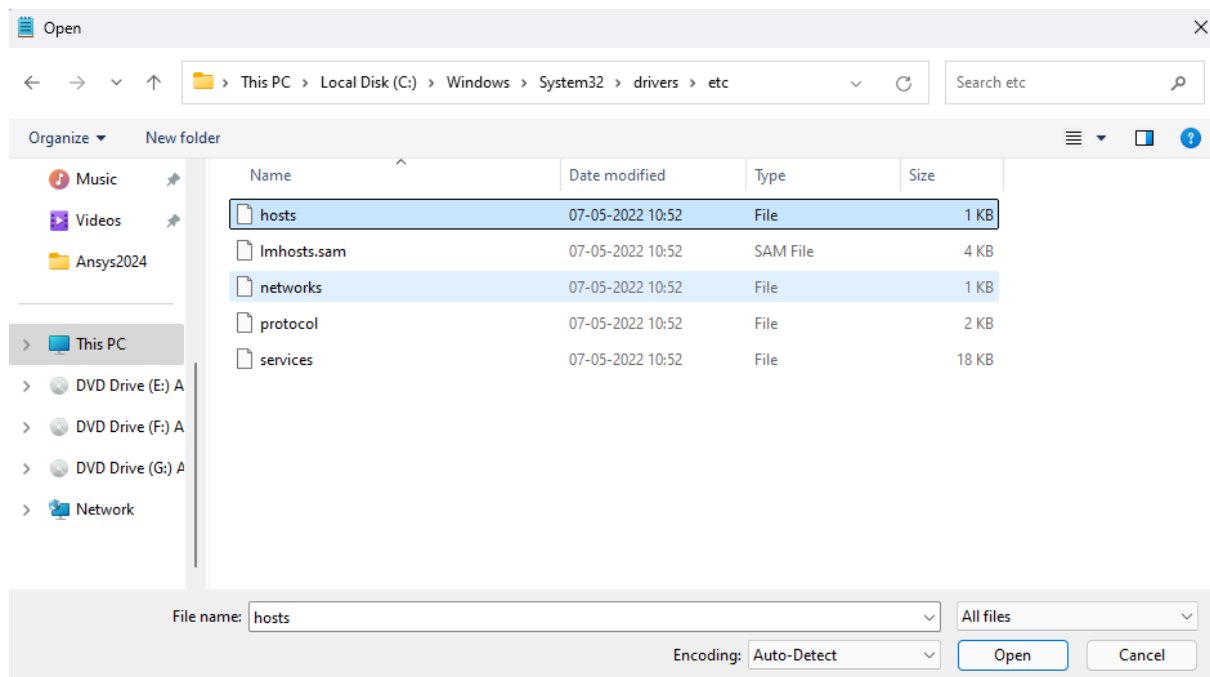 Open
This PC > Local Disk (C:) > Windows > System32 > drivers > etc
Search etc
Organize
New folder
Name Date modified Type Size
Music
Videos
Ansys2024
This PC
DVD Drive (E:) A
DVD Drive (F:) A
DVD Drive (G:) A
Network
hosts 07-05-2022 10:52 File 1 KB
lmhosts.sam 07-05-2022 10:52 SAM File 4 KB
networks 07-05-2022 10:52 File 1 KB
protocol 07-05-2022 10:52 File 2 KB
services 07-05-2022 10:52 File 18 KB
File name: hosts All files
Encoding: Auto-Detect Open Cancel